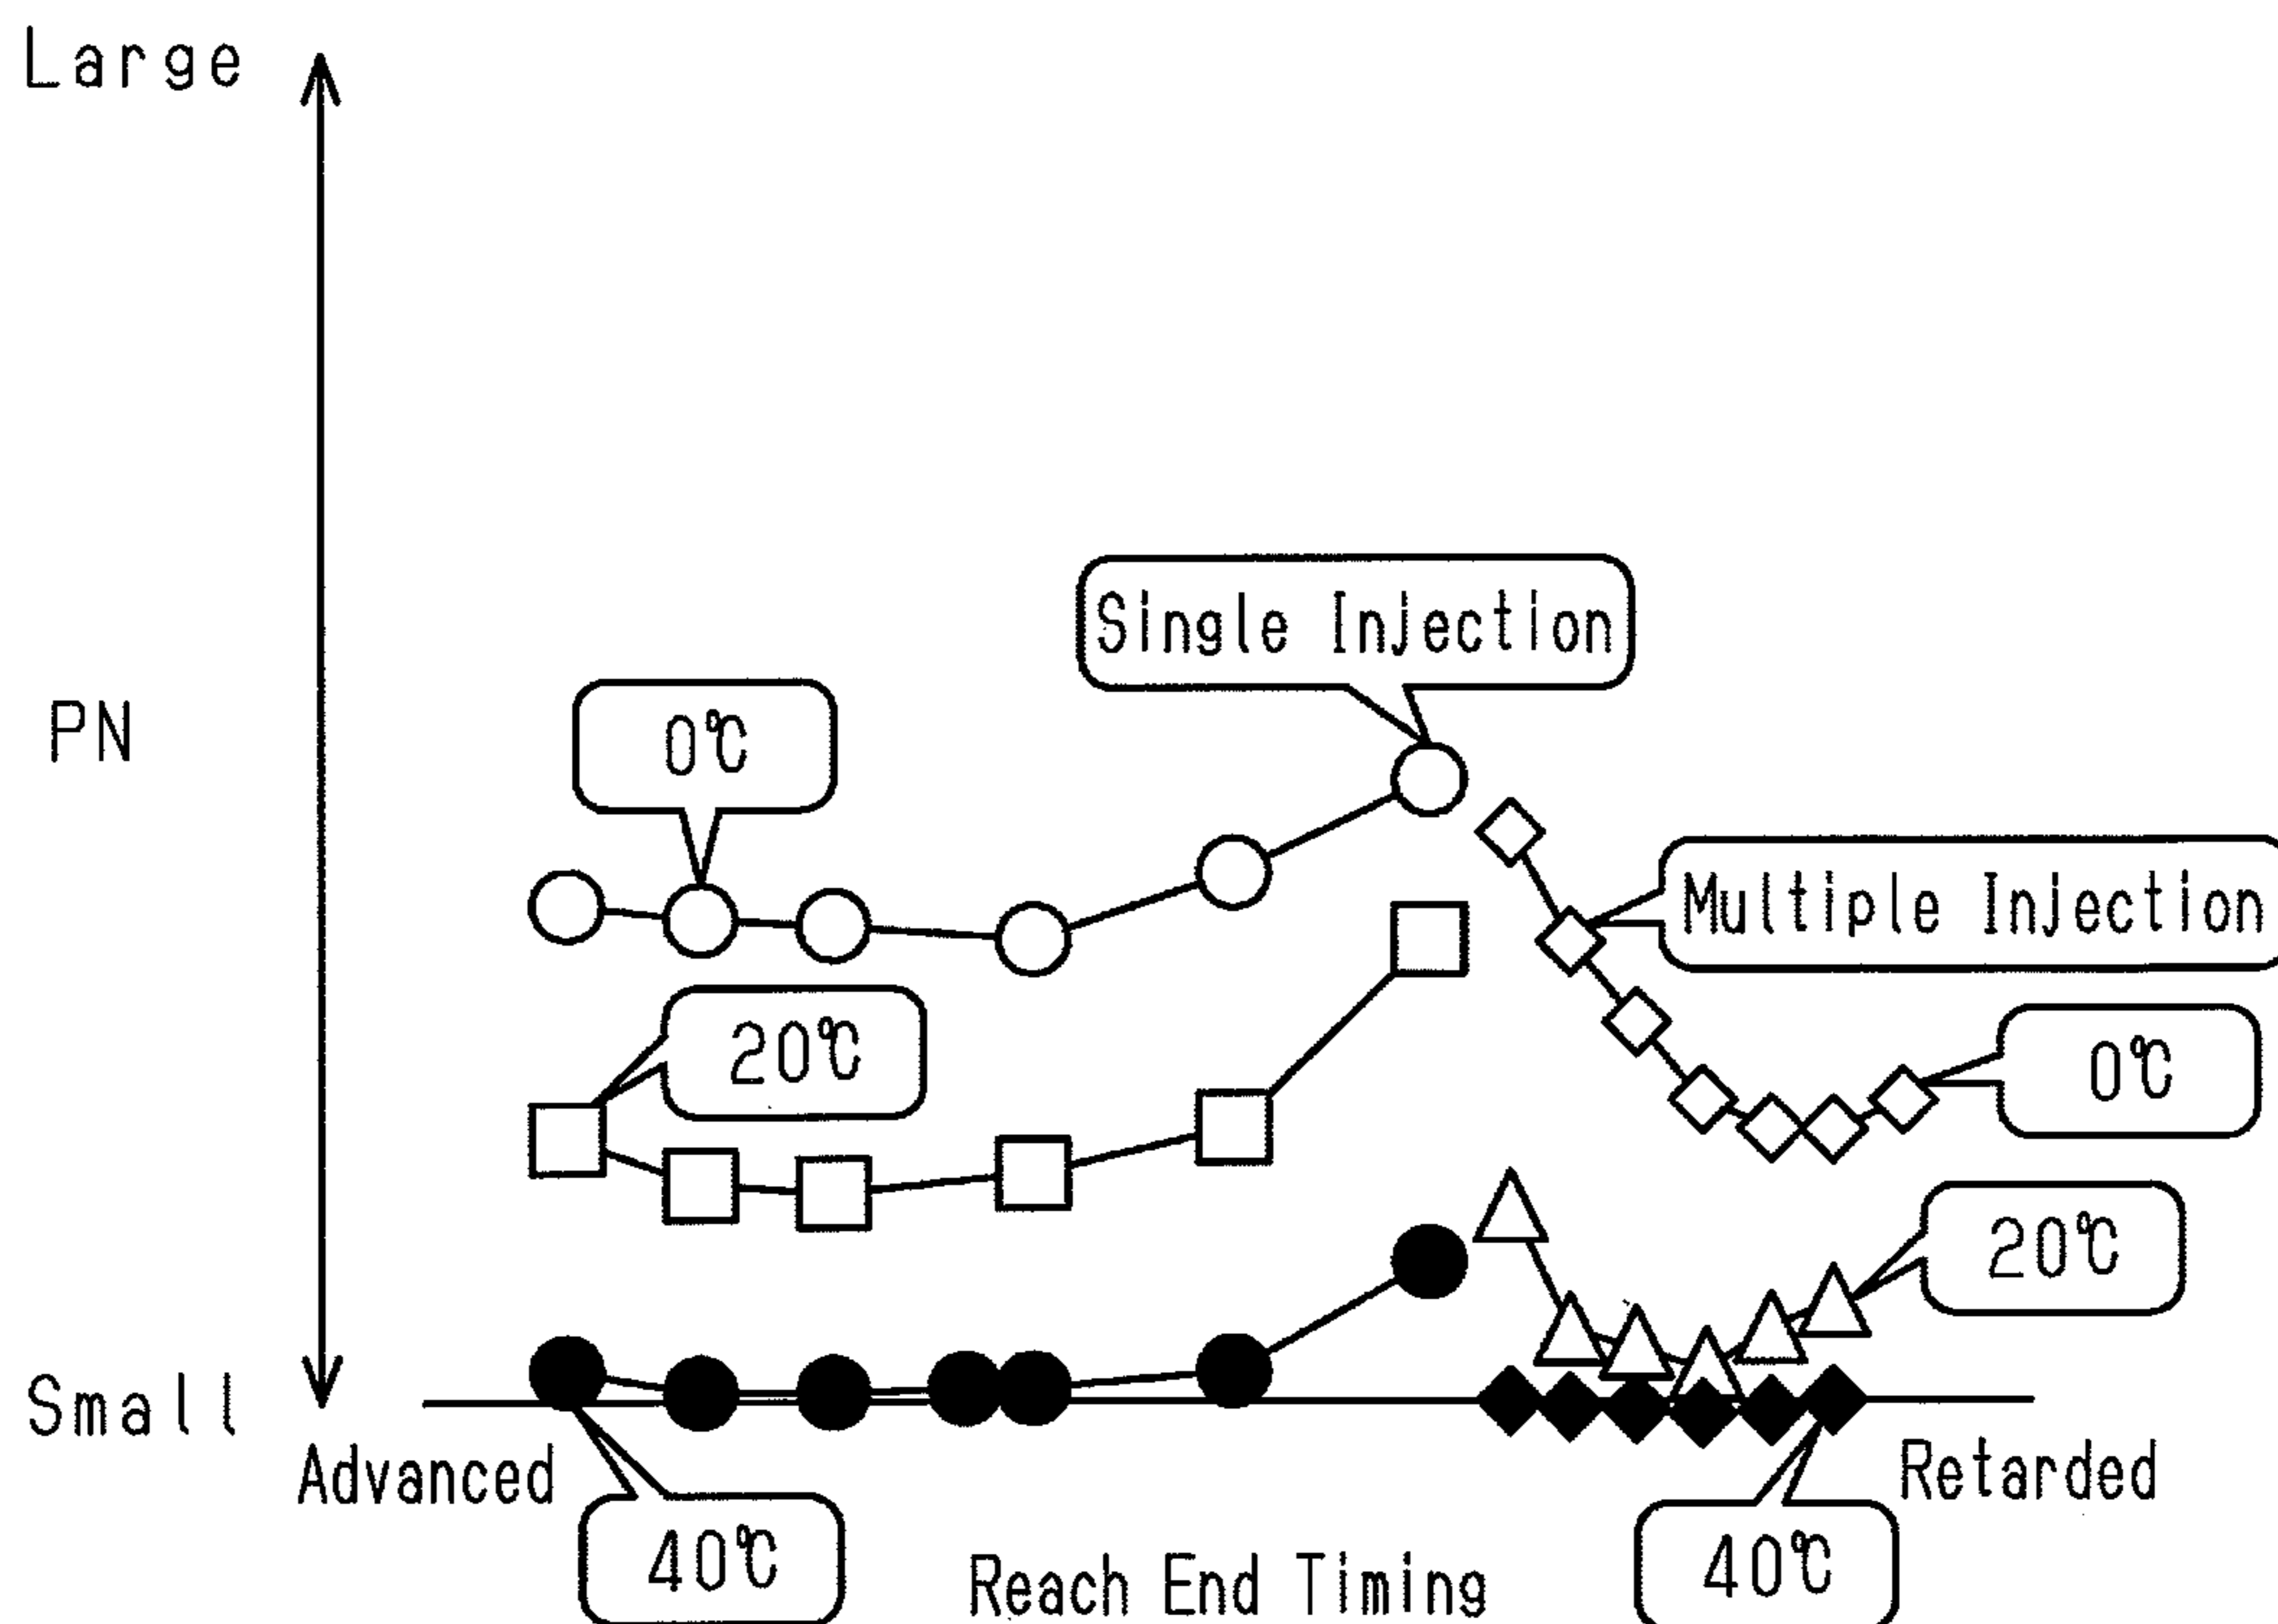 Large
Single Injection
0℃
PN
Multiple Injection
20℃
0℃
20℃
Small
Advanced
Retarded
40℃
40℃
Reach End Timing